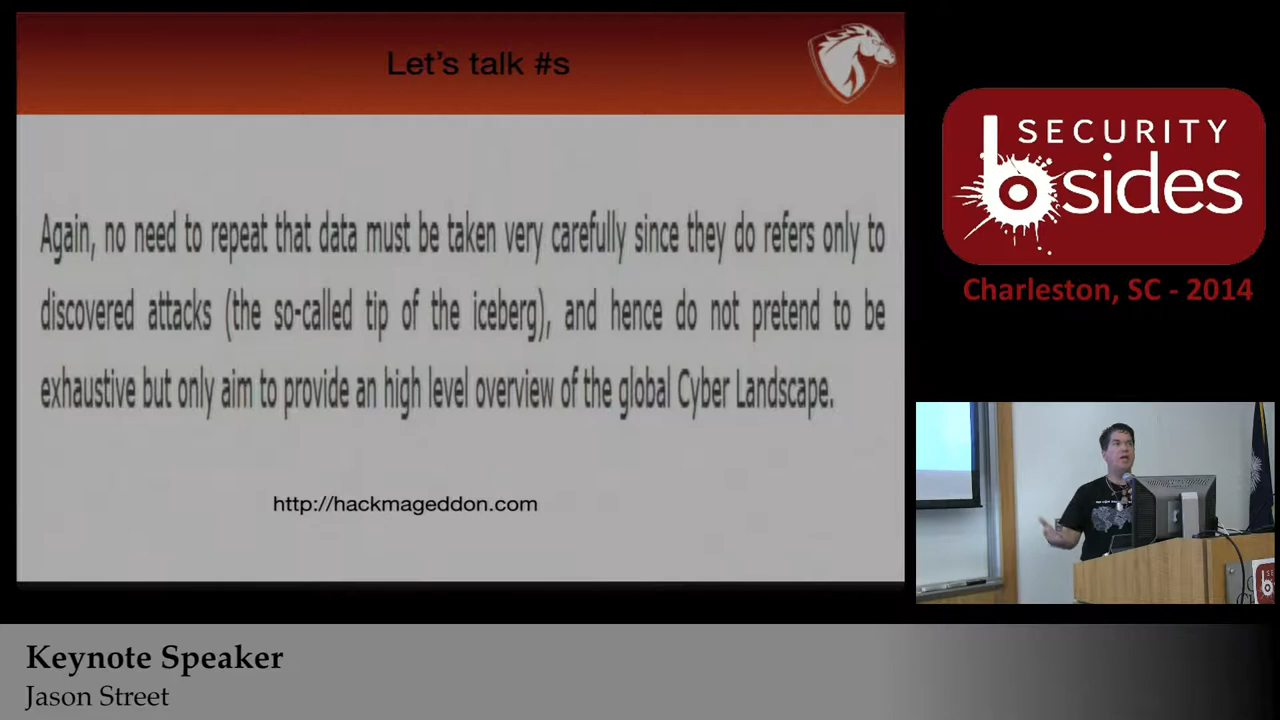 Let's talk #s
Again, no need to repeat that data must be taken very carefully since they do refers only to
discovered attacks (the so-called tip of the iceberg), and hence do not pretend to be
exhaustive but only aim to provide an high level overview of the global Cyber Landscape.
http://hackmageddon.com
SECURITY
bsides
Charleston, SC - 2014
Keynote Speaker
Jason Street